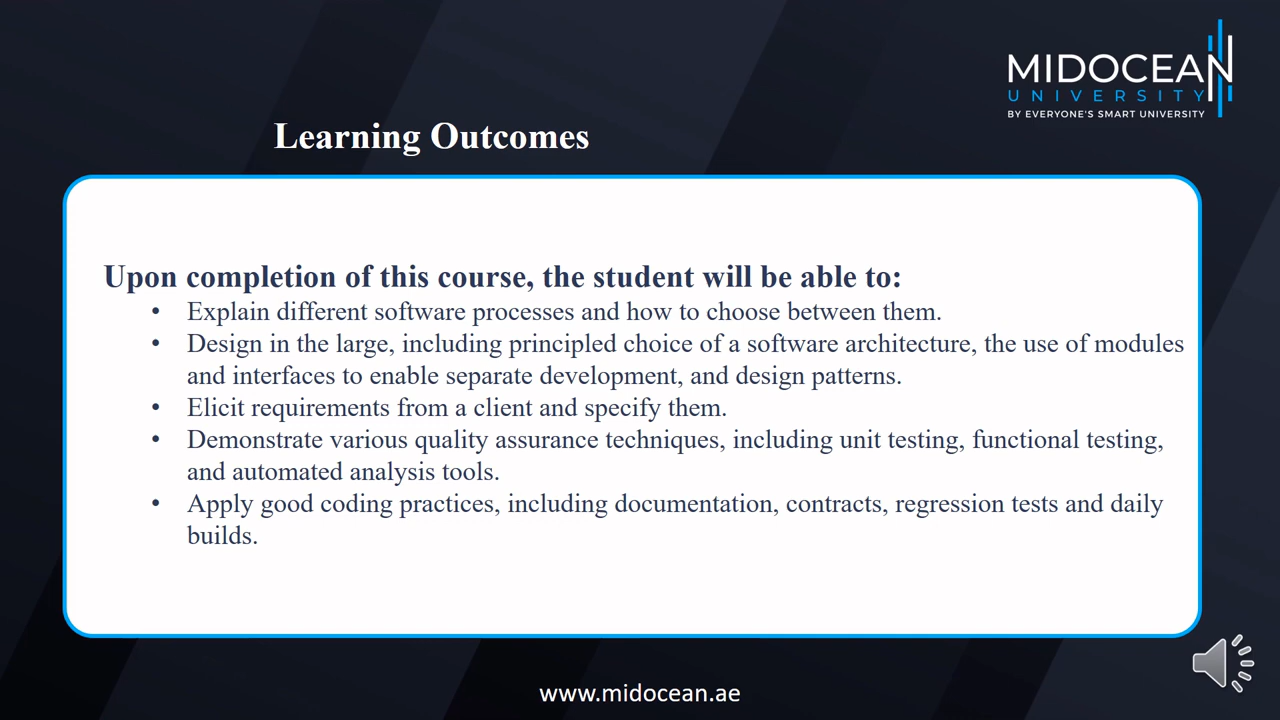 MIDOCEAN
UNIVERSITY
BY EVERYONE'S SMART UNIVERSITY
Learning Outcomes
Upon completion of this course, the student will be able to:
• Explain different software processes and how to choose between them.
• Design in the large, including principled choice of a software architecture, the use of modules
and interfaces to enable separate development, and design patterns.
• Elicit requirements from a client and specify them.
• Demonstrate various quality assurance techniques, including unit testing, functional testing,
and automated analysis tools.
• Apply good coding practices, including documentation, contracts, regression tests and daily
builds.
www.midocean.ae